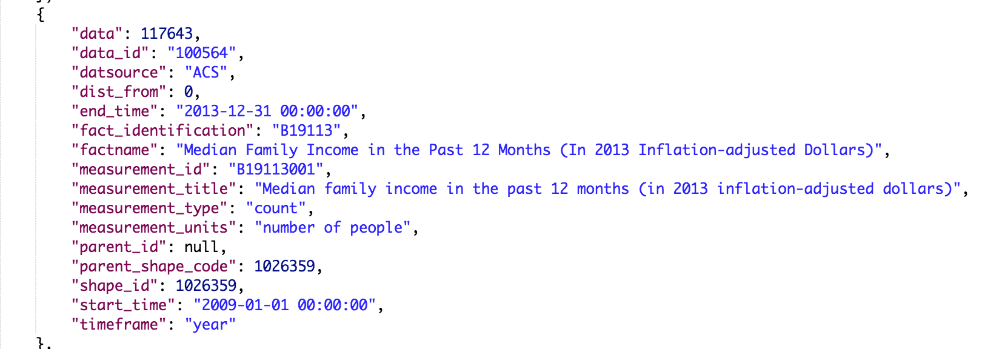 {
"data": 117643,
"data_id": "100564",
"datsource": "ACS",
"dist_from": 0,
"end_time": "2013-12-31 00:00:00",
"fact_identification": "B19113",
"factname": "Median Family Income in the Past 12 Months (In 2013 Inflation-adjusted Dollars)",
"measurement_id": "B19113001",
"measurement_title": "Median family income in the past 12 months (in 2013 inflation-adjusted dollars)",
"measurement_type": "count",
"measurement_units": "number of people",
"parent_id": null,
"parent_shape_code": 1026359,
"shape_id": 1026359,
"start_time": "2009-01-01 00:00:00",
"timeframe": "year"
},